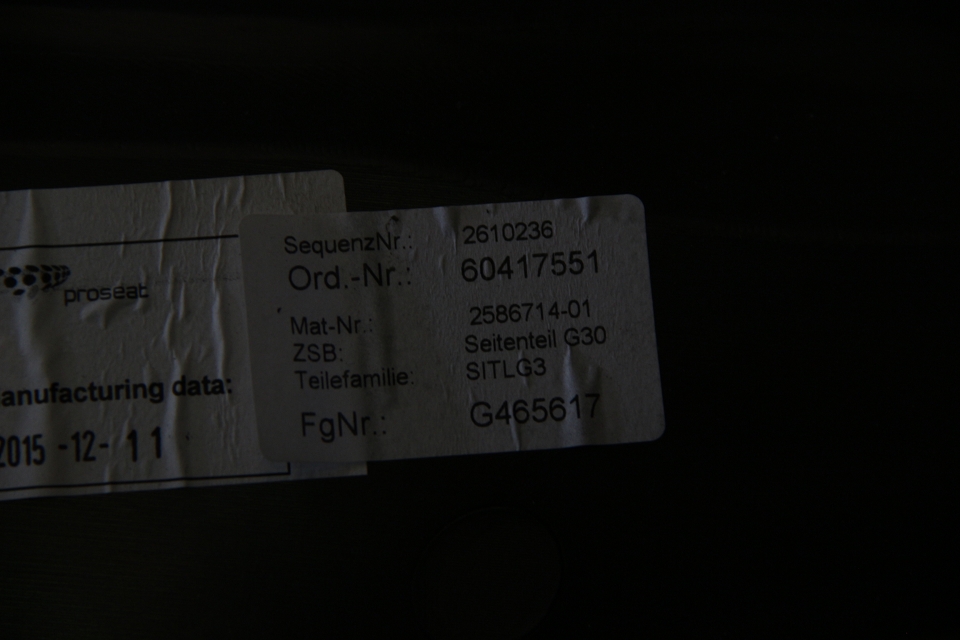 proseat
anufacturing data:
2015 -12- 11
SequenzNr.: 2610236
Ord.-Nr.: 60417551
Mat-Nr.: 2586714-01
ZSB: Seitenteil G30
Teilefamilie: SITLG3
FgNr.: G465617